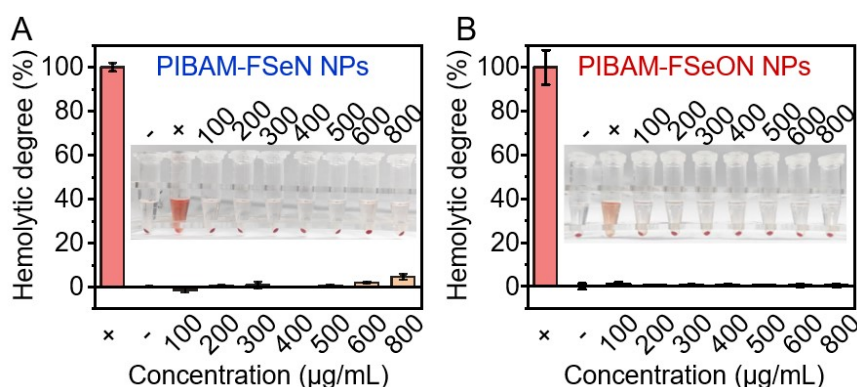 A
Hemolytic degree (%)
100
80
60
40
20
0
PIBAM-FSeN NPs
- + 100 200 300 400 500 600 800
+ - 100 200 300 400 500 600 800
Concentration (µg/mL)
B
Hemolytic degree (%)
100
80
60
40
20
0
PIBAM-FSeON NPs
- + 100 200 300 400 500 600 800
+ - 100 200 300 400 500 600 800
Concentration (µg/mL)